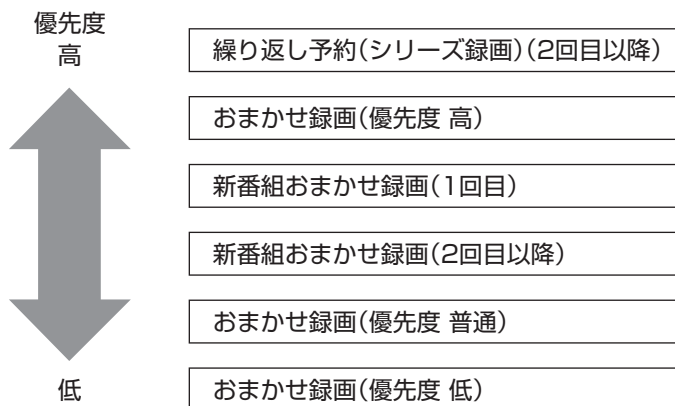 優先度
高
繰り返し予約(シリーズ録画)(2回目以降)
おまかせ録画(優先度 高)
新番組おまかせ録画(1回目)
新番組おまかせ録画(2回目以降)
おまかせ録画(優先度 普通)
低
おまかせ録画(優先度 低)